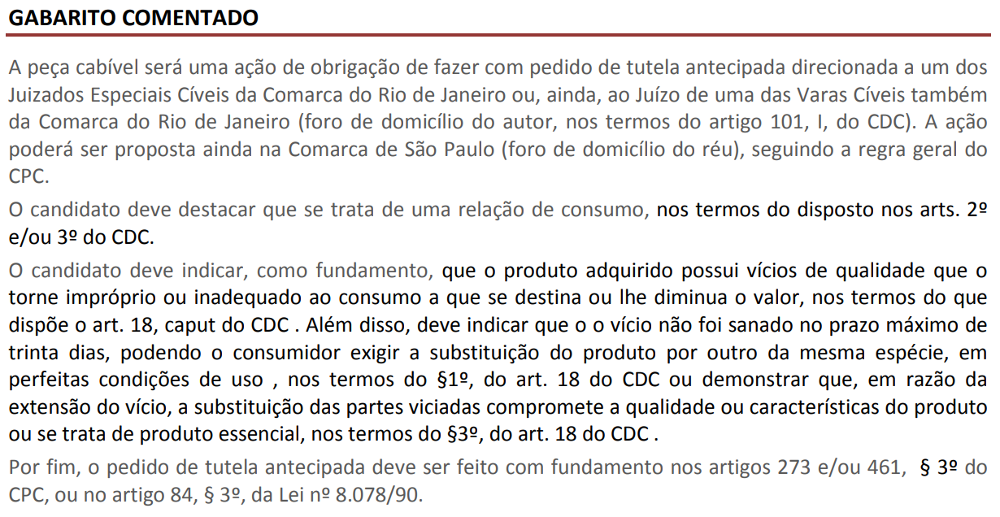 GABARITO COMENTADO
A peça cabível será uma ação de obrigação de fazer com pedido de tutela antecipada direcionada a um dos
Juizados Especiais Cíveis da Comarca do Rio de Janeiro ou, ainda, ao Juízo de uma das Varas Cíveis também
da Comarca do Rio de Janeiro (foro de domicílio do autor, nos termos do artigo 101, I, do CDC). A ação
poderá ser proposta ainda na Comarca de São Paulo (foro de domicílio do réu), seguindo a regra geral do
CPC.
O candidato deve destacar que se trata de uma relação de consumo, nos termos do disposto nos arts. 2º
e/ou 3º do CDC.
O candidato deve indicar, como fundamento, que o produto adquirido possui vícios de qualidade que o
torne impróprio ou inadequado ao consumo a que se destina ou lhe diminua o valor, nos termos do que
dispõe o art. 18, caput do CDC . Além disso, deve indicar que o o vício não foi sanado no prazo máximo de
trinta dias, podendo o consumidor exigir a substituição do produto por outro da mesma espécie, em
perfeitas condições de uso , nos termos do §1º, do art. 18 do CDC ou demonstrar que, em razão da
extensão do vício, a substituição das partes viciadas compromete a qualidade ou características do produto
ou se trata de produto essencial, nos termos do §3º, do art. 18 do CDC .
Por fim, o pedido de tutela antecipada deve ser feito com fundamento nos artigos 273 e/ou 461, § 3º do
CPC, ou no artigo 84, § 3º, da Lei nº 8.078/90.